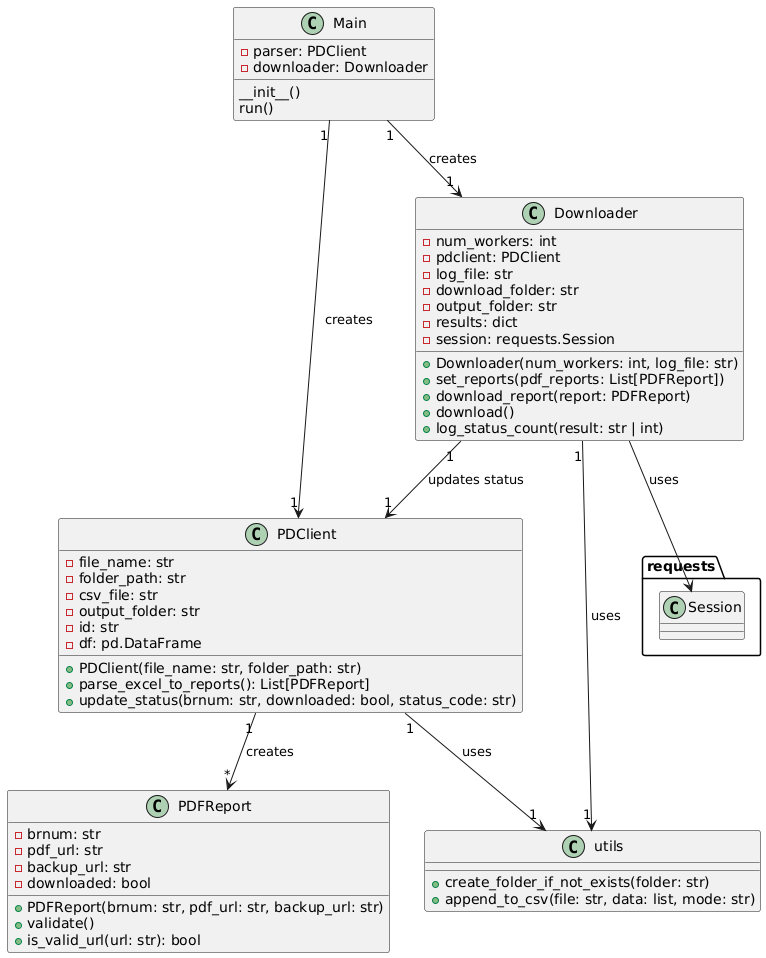 C Main
parser: PDClient
downloader: Downloader
__init__()
run()
1
1
creates
1
C Downloader
num_workers: int
pdclient: PDClient
log_file: str
download_folder: str
output_folder: str
results: dict
session: requests.Session
Downloader(num_workers: int, log_file: str)
set_reports(pdf_reports: List[PDFReport])
download_report(report: PDFReport)
download()
log_status_count(result: str | int)
creates
1
1
updates status
uses
1
1
C PDClient
file_name: str
folder_path: str
csv_file: str
output_folder: str
id: str
df: pd.DataFrame
PDClient(file_name: str, folder_path: str)
parse_excel_to_reports(): List[PDFReport]
update_status(brnum: str, downloaded: bool, status_code: str)
requests
C Session
uses
1
1
creates
uses
*
1
1
C PDFReport
brnum: str
pdf_url: str
backup_url: str
downloaded: bool
PDFReport(brnum: str, pdf_url: str, backup_url: str)
validate()
is_valid_url(url: str): bool
C utils
create_folder_if_not_exists(folder: str)
append_to_csv(file: str, data: list, mode: str)